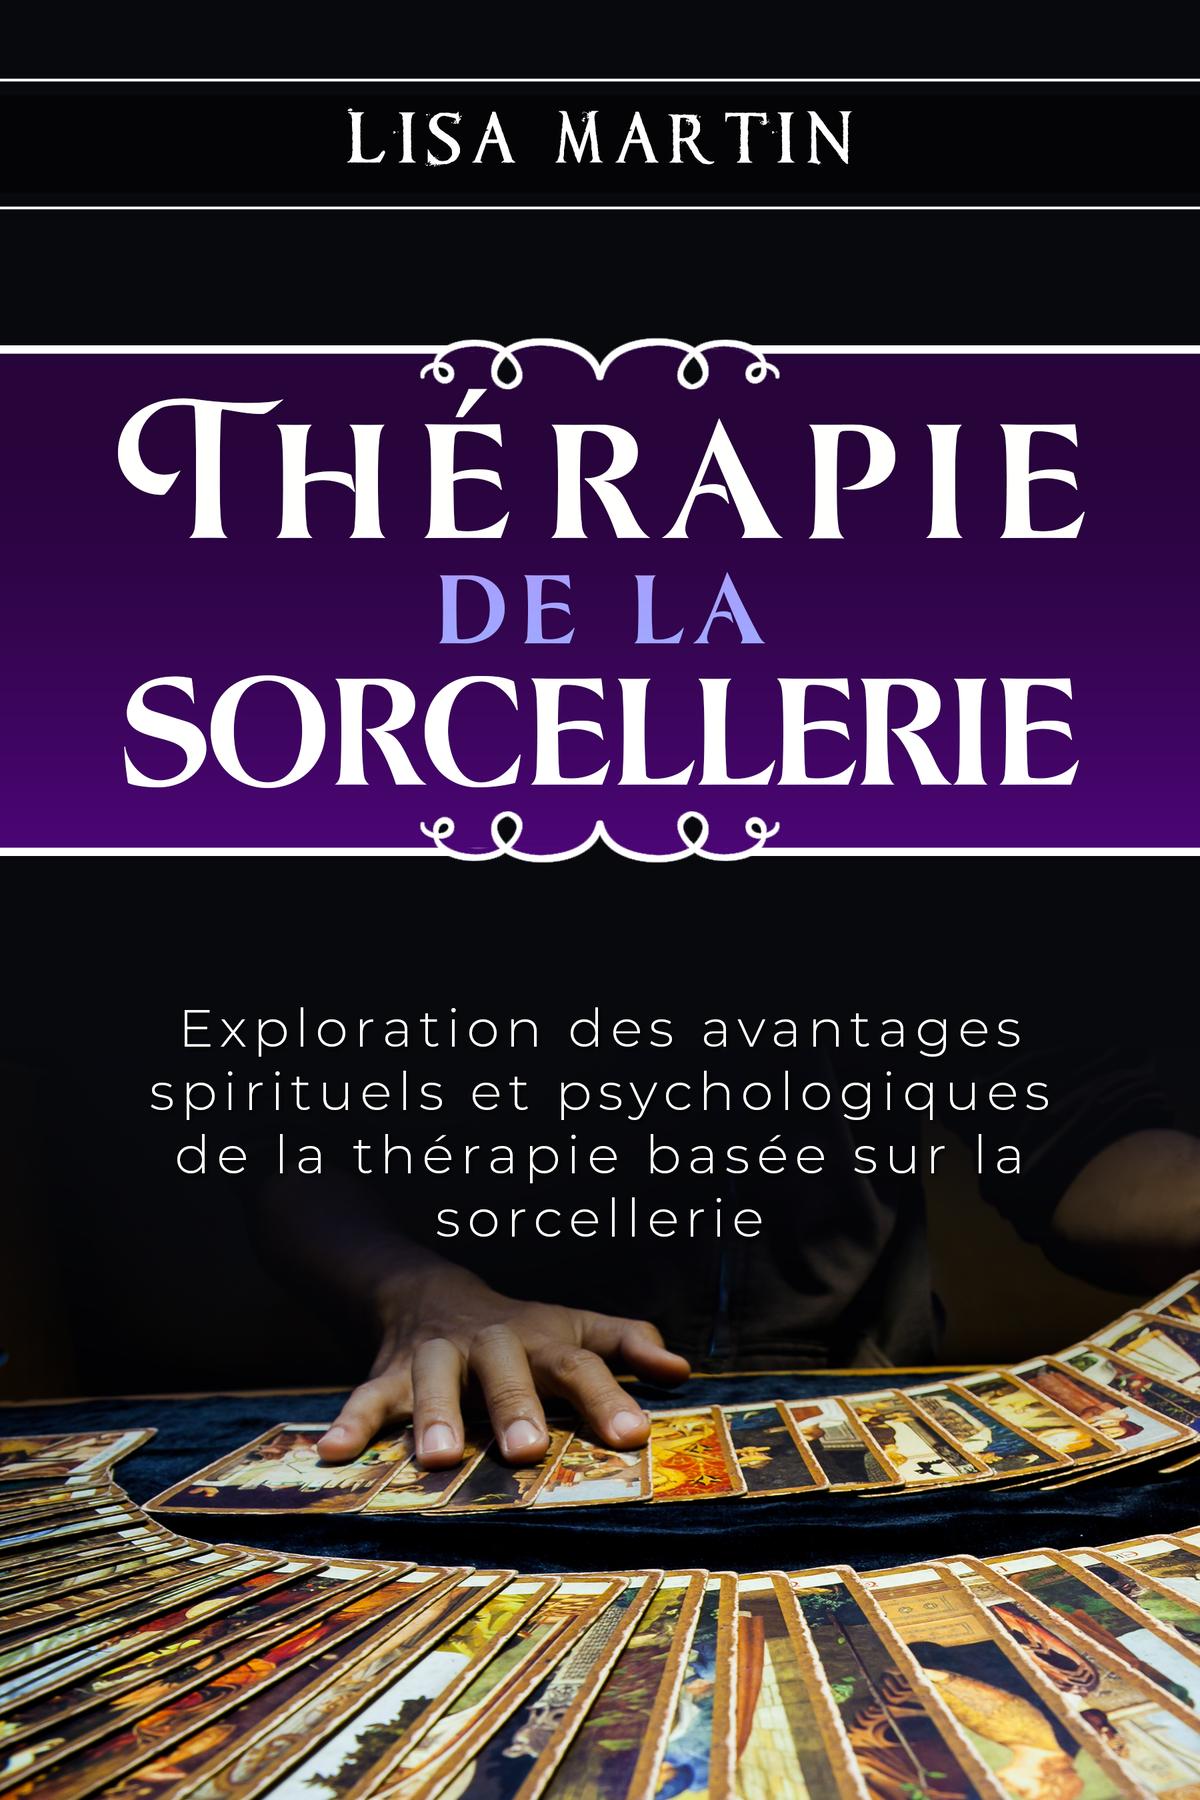 LISA MARTIN
THÉRAPIE
DE LA
SORCELLERIE
Exploration des avantages
spirituels et psychologiques
de la thérapie basée sur la
sorcellerie